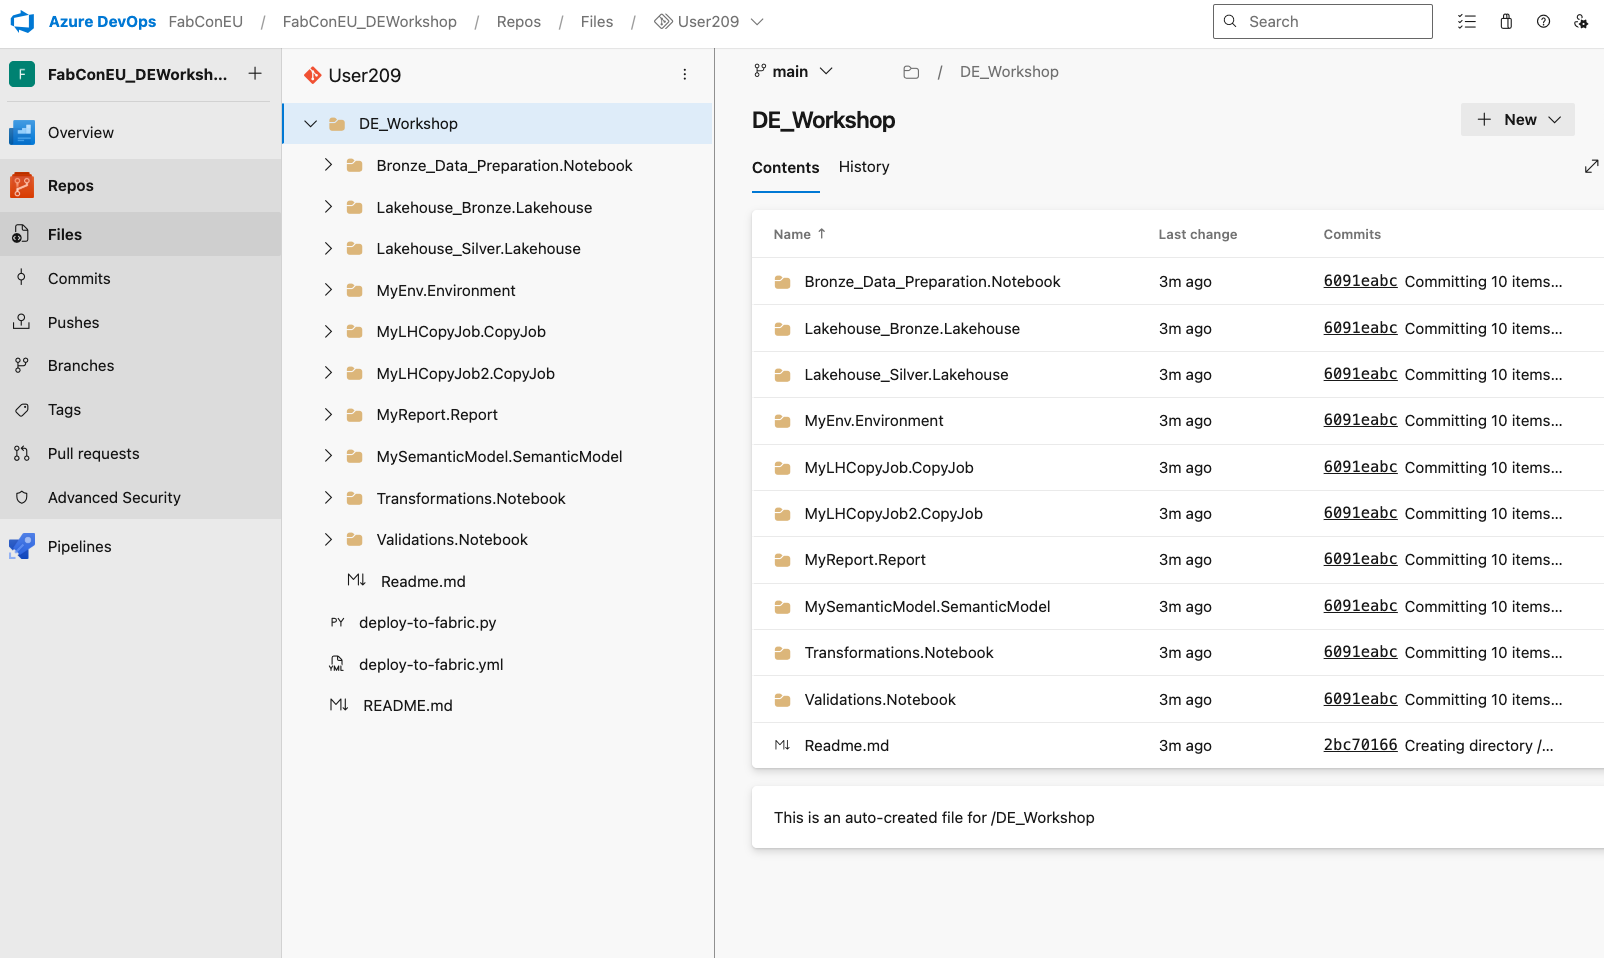 Azure DevOps FabConEU / FabConEU_DEWorkshop / Repos / Files / User209
Search
F FabConEU_DEWorksh...
Overview
Repos
Files
Commits
Pushes
Branches
Tags
Pull requests
Advanced Security
Pipelines
User209
DE_Workshop
Bronze_Data_Preparation.Notebook
Lakehouse_Bronze.Lakehouse
Lakehouse_Silver.Lakehouse
MyEnv.Environment
MyLHCopyJob.CopyJob
MyLHCopyJob2.CopyJob
MyReport.Report
MySemanticModel.SemanticModel
Transformations.Notebook
Validations.Notebook
M↓ Readme.md
PY deploy-to-fabric.py
YML deploy-to-fabric.yml
M↓ README.md
main / DE_Workshop
DE_Workshop
New
Contents History
Name ↑ Last change Commits
Bronze_Data_Preparation.Notebook 3m ago 6091eabc Committing 10 items...
Lakehouse_Bronze.Lakehouse 3m ago 6091eabc Committing 10 items...
Lakehouse_Silver.Lakehouse 3m ago 6091eabc Committing 10 items...
MyEnv.Environment 3m ago 6091eabc Committing 10 items...
MyLHCopyJob.CopyJob 3m ago 6091eabc Committing 10 items...
MyLHCopyJob2.CopyJob 3m ago 6091eabc Committing 10 items...
MyReport.Report 3m ago 6091eabc Committing 10 items...
MySemanticModel.SemanticModel 3m ago 6091eabc Committing 10 items...
Transformations.Notebook 3m ago 6091eabc Committing 10 items...
Validations.Notebook 3m ago 6091eabc Committing 10 items...
M↓ Readme.md 3m ago 2bc70166 Creating directory /...
This is an auto-created file for /DE_Workshop